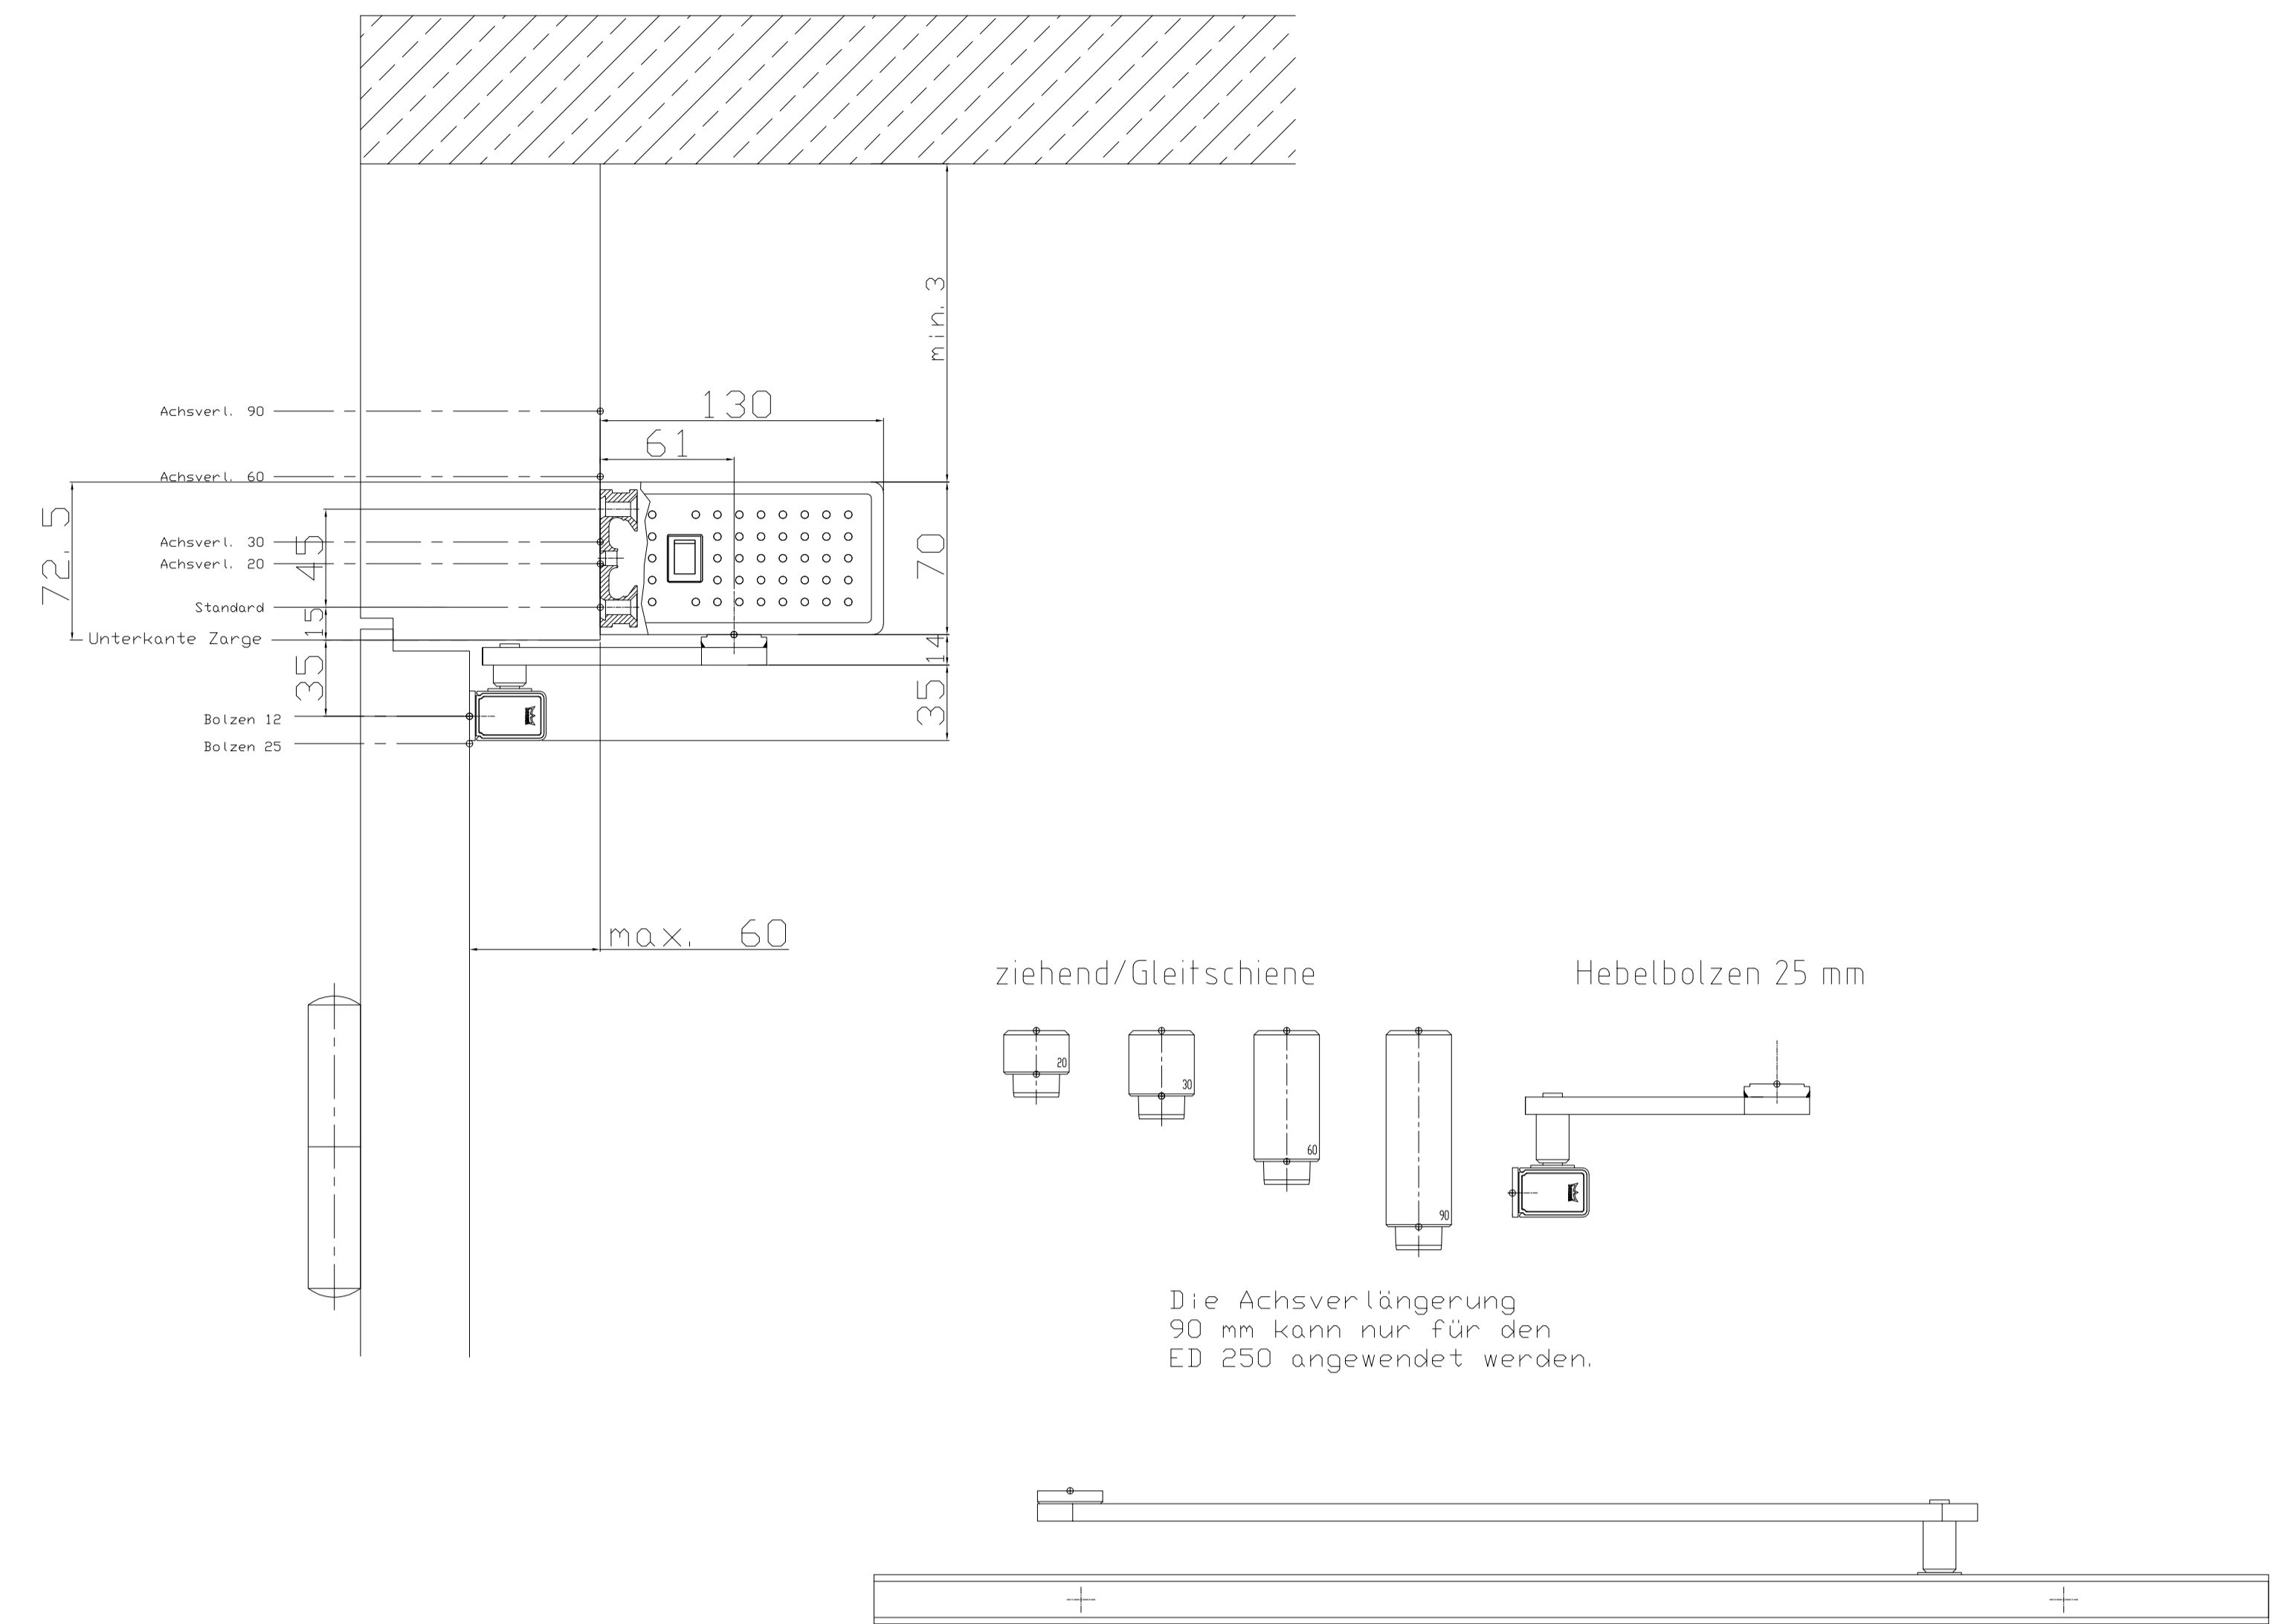 min.3
130
Achsverl. 90
61
Achsverl. 60
72.5
45
Achsverl. 30
70
Achsverl. 20
Standard
15
Unterkante Zarge
14
35
35
Bolzen 12
Bolzen 25
max. 60
ziehend/Gleitschiene
Hebelbolzen 25 mm
20
30
60
90
Die Achsverlängerung
90 mm kann nur für den
ED 250 angewendet werden.